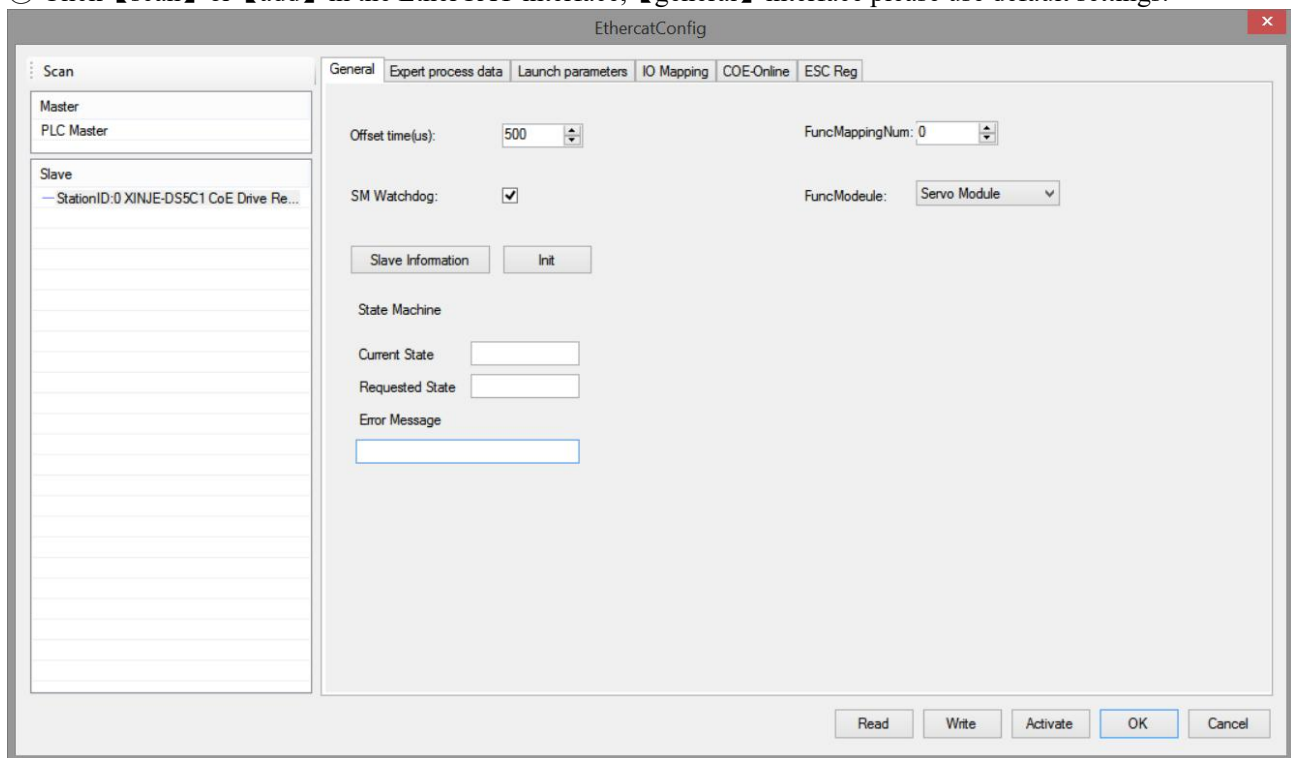 EthercatConfig
Scan
Master
PLC Master
Slave
StationID:0 XINJE-DS5C1 CoE Drive Re...
General Expert process data Launch parameters IO Mapping COE-Online ESC Reg
Offset time(us): 500 FuncMappingNum: 0
SM Watchdog: FuncModeule: Servo Module
Slave Information Init
State Machine
Current State
Requested State
Error Message
Read Write Activate OK Cancel